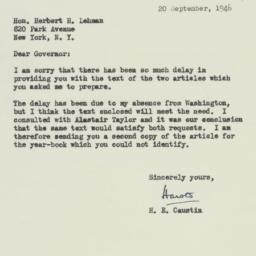 20 September, 1946
Hon. Herbert H. Lehman
820 Park Avenue
New York, N. Y.
Dear Governor:
I am sorry that there has been so much delay in
providing you with the text of the two articles which
you asked me to prepare.
The delay has been due to my absence from Washington,
but I think the text enclosed will meet the need. I
consulted with Alastair Taylor and it was our conclusion
that the same text would satisfy both requests. I am
therefore sending you a second copy of the article for
the year-book which you could not identify.
Sincerely yours,
H. E. Caustin